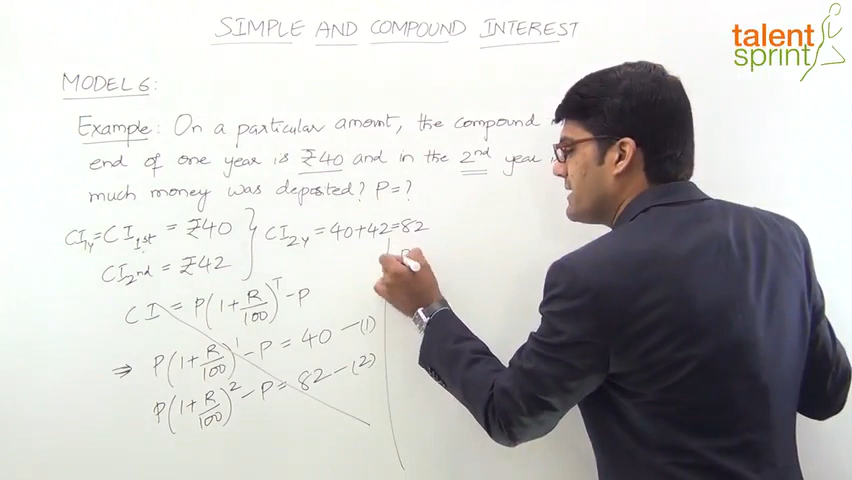 SIMPLE AND COMPOUND INTEREST
talent
sprint
MODEL 6:
Example: On a particular amount, the compound
end of one year is ₹40 and in the 2nd year
much money was deposited? P=?
CI1y=CI1st = ₹40
CI2nd = ₹42
CI2y = 40+42=82
CI = P(1+R/100)^T-P
⇒ P(1+R/100)^1-P = 40 -(1)
P(1+R/100)^2-P = 82-(2)